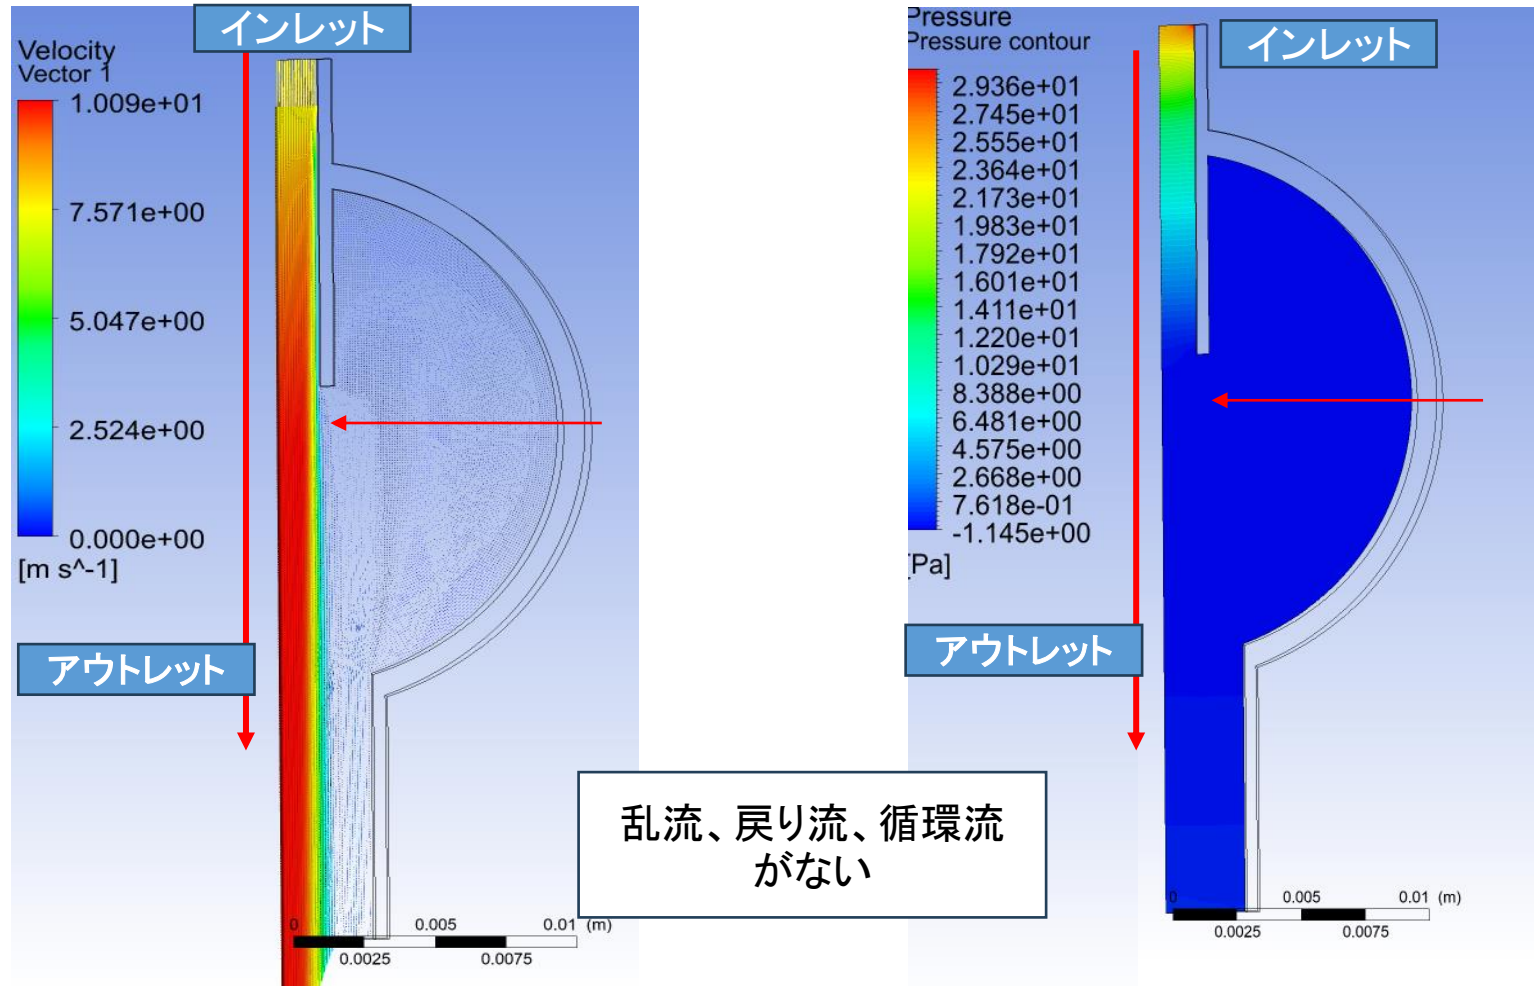 インレット
Velocity
Vector 1
1.009e+01
7.571e+00
5.047e+00
2.524e+00
0.000e+00
[m s^-1]
アウトレット
0
0.005
0.01
(m)
0.0025
0.0075
Pressure
Pressure contour
インレット
2.936e+01
2.745e+01
2.555e+01
2.364e+01
2.173e+01
1.983e+01
1.792e+01
1.601e+01
1.411e+01
1.220e+01
1.029e+01
8.388e+00
6.481e+00
4.575e+00
2.668e+00
7.618e-01
-1.145e+00
[Pa]
アウトレット
0
0.005
0.01
(m)
0.0025
0.0075
乱流、戻り流、循環流
がない